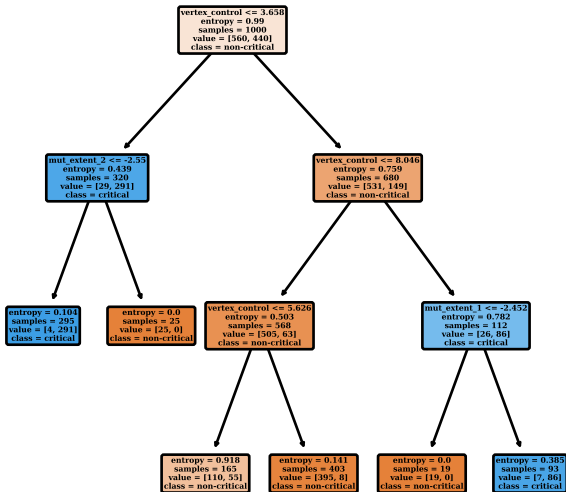 vertex_control <= 3.658
entropy = 0.99
samples = 1000
value = [560, 440]
class = non-critical
mut_extent_2 <= -2.55
entropy = 0.439
samples = 320
value = [29, 291]
class = critical
vertex_control <= 8.046
entropy = 0.759
samples = 680
value = [531, 149]
class = non-critical
entropy = 0.104
samples = 295
value = [4, 291]
class = critical
entropy = 0.0
samples = 25
value = [25, 0]
class = non-critical
vertex_control <= 5.626
entropy = 0.503
samples = 568
value = [505, 63]
class = non-critical
mut_extent_1 <= -2.452
entropy = 0.782
samples = 112
value = [26, 86]
class = critical
entropy = 0.918
samples = 165
value = [110, 55]
class = non-critical
entropy = 0.141
samples = 403
value = [395, 8]
class = non-critical
entropy = 0.0
samples = 19
value = [19, 0]
class = non-critical
entropy = 0.385
samples = 93
value = [7, 86]
class = critical